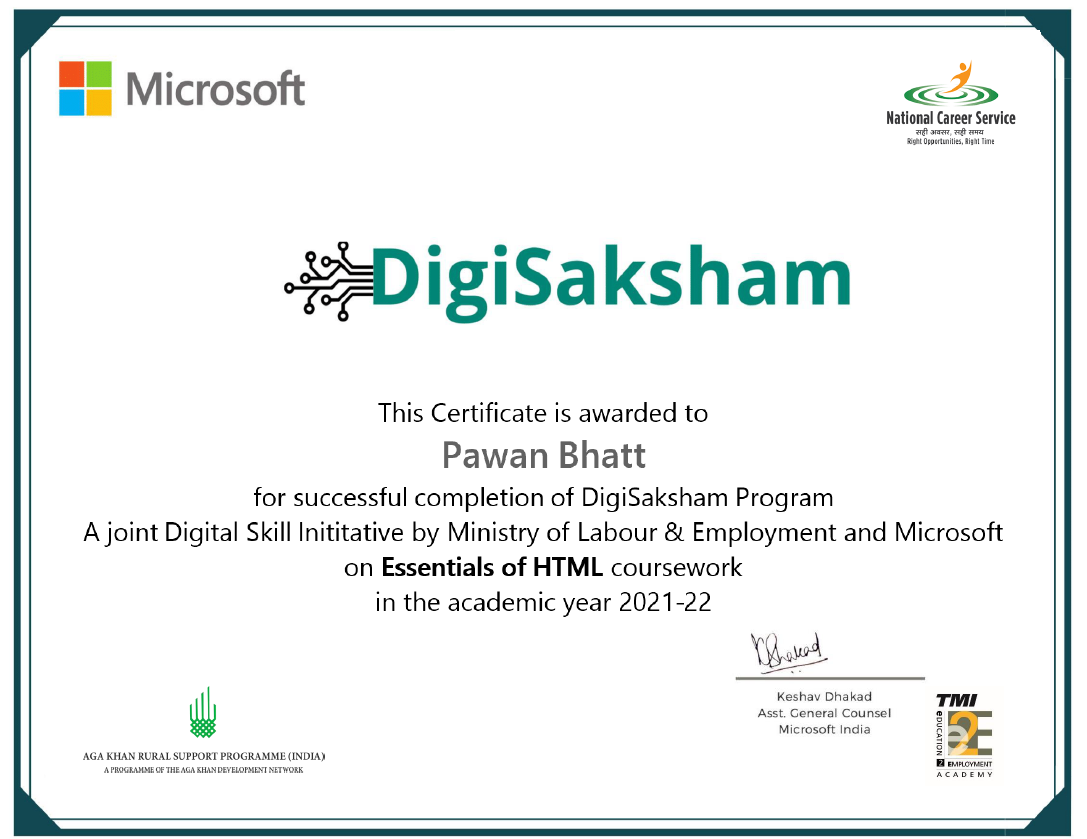 Microsoft
National Career Service
सही अवसर, सही समय
Right Opportunities, Right Time
DigiSaksham
This Certificate is awarded to
Pawan Bhatt
for successful completion of DigiSaksham Program
A joint Digital Skill Inititative by Ministry of Labour & Employment and Microsoft
on Essentials of HTML coursework
in the academic year 2021-22
KShakad
Keshav Dhakad
Asst. General Counsel
Microsoft India
AGA KHAN RURAL SUPPORT PROGRAMME (INDIA)
A PROGRAMME OF THE AGA KHAN DEVELOPMENT NETWORK
TMI
e2E
eDUCATION
2 EMPLOYMENT
ACADEMY